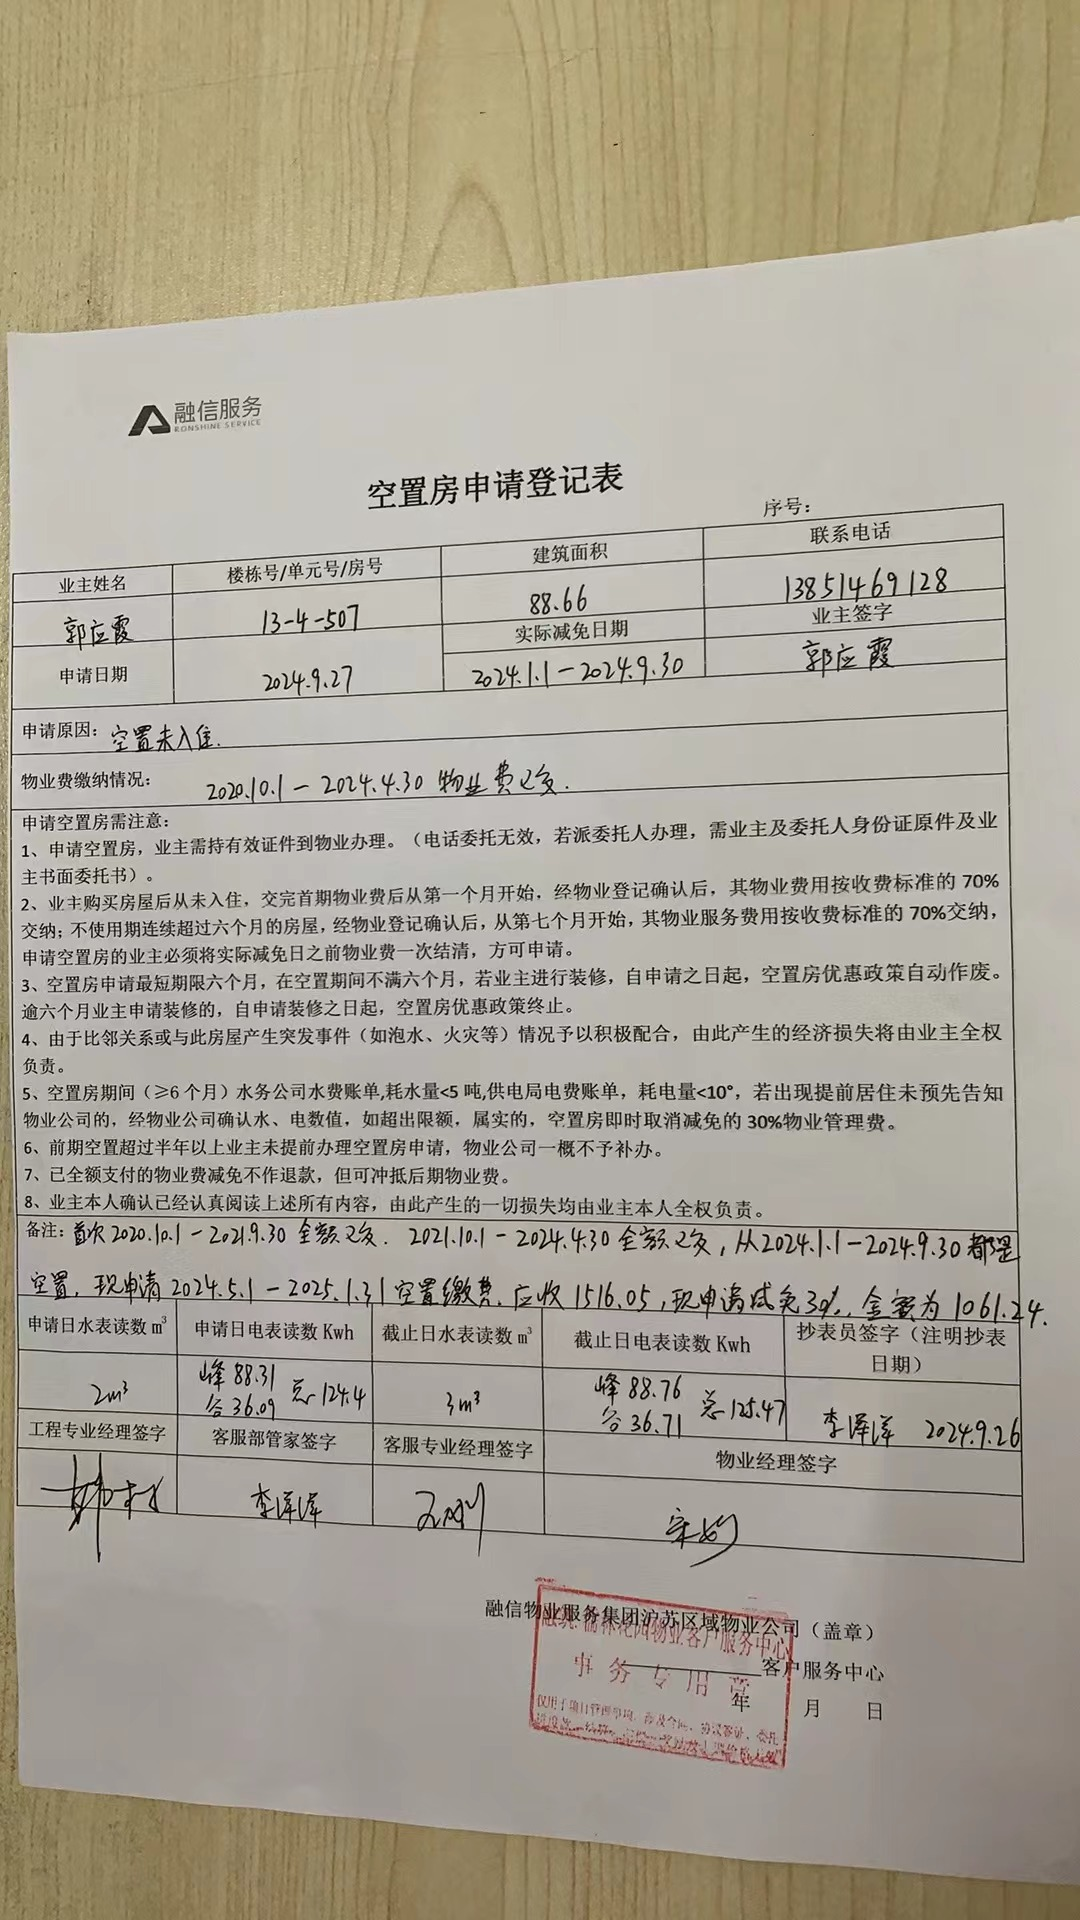 融信服务
RONSHINE SERVICE
空置房申请登记表
序号：
业主姓名 楼栋号/单元号/房号 建筑面积 联系电话
郭应霞 13-4-507 88.66 13851469128
实际减免日期 业主签字
申请日期 2024.9.27 2024.1.1－2024.9.30 郭应霞
申请原因：空置未入住.
物业费缴纳情况： 2020.10.1－2024.4.30 物业费已交.
申请空置房需注意：
1、申请空置房，业主需持有效证件到物业办理。（电话委托无效，若派委托人办理，需业主及委托人身份证原件及业
主书面委托书）。
2、业主购买房屋后从未入住，交完首期物业费后从第一个月开始，经物业登记确认后，其物业费用按收费标准的 70%
交纳；不使用期连续超过六个月的房屋，经物业登记确认后，从第七个月开始，其物业服务费用按收费标准的 70%交纳，
申请空置房的业主必须将实际减免日之前物业费一次结清，方可申请。
3、空置房申请最短期限六个月，在空置期间不满六个月，若业主进行装修，自申请之日起，空置房优惠政策自动作废。
逾六个月业主申请装修的，自申请装修之日起，空置房优惠政策终止。
4、由于比邻关系或与此房屋产生突发事件（如泡水、火灾等）情况予以积极配合，由此产生的经济损失将由业主全权
负责。
5、空置房期间（≥6 个月）水务公司水费账单,耗水量<5 吨,供电局电费账单，耗电量<10°，若出现提前居住未预先告知
物业公司的，经物业公司确认水、电数值，如超出限额，属实的，空置房即时取消减免的 30%物业管理费。
6、前期空置超过半年以上业主未提前办理空置房申请，物业公司一概不予补办。
7、已全额支付的物业费减免不作退款，但可冲抵后期物业费。
8、业主本人确认已经认真阅读上述所有内容，由此产生的一切损失均由业主本人全权负责。
备注：首次 2020.10.1－2021.9.30 全额已交. 2021.10.1－2024.4.30 全额已交，从2024.1.1－2024.9.30 都是
空置，现申请 2024.5.1－2025.1.31 空置缴费. 应收 1516.05，现申请减免30%，金额为 1061.24.
申请日水表读数 m³ 申请日电表读数 Kwh 截止日水表读数 m³ 截止日电表读数 Kwh 抄表员签字（注明抄表
日期）
2m³ 峰 88.31 谷 36.09 总 124.4 3m³ 峰 88.76 谷 36.71 总 125.47 李泽洋 2024.9.26
工程专业经理签字 客服部管家签字 客服专业经理签字 物业经理签字
李泽洋
融信物业服务集团沪苏区域物业公司（盖章）
物业客户服务中心
客户服务中心
事务专用章
年 月 日